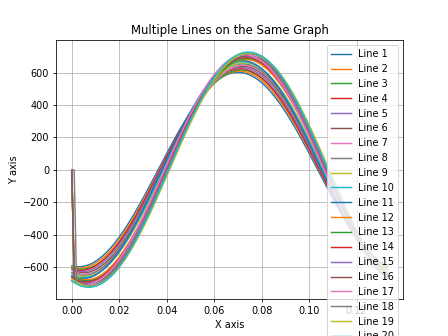 Multiple Lines on the Same Graph
Y axis
600
400
200
0
−200
−400
−600
0.00
0.02
0.04
0.06
0.08
0.10
X axis
Line 1
Line 2
Line 3
Line 4
Line 5
Line 6
Line 7
Line 8
Line 9
Line 10
Line 11
Line 12
Line 13
Line 14
Line 15
Line 16
Line 17
Line 18
Line 19
Line 20